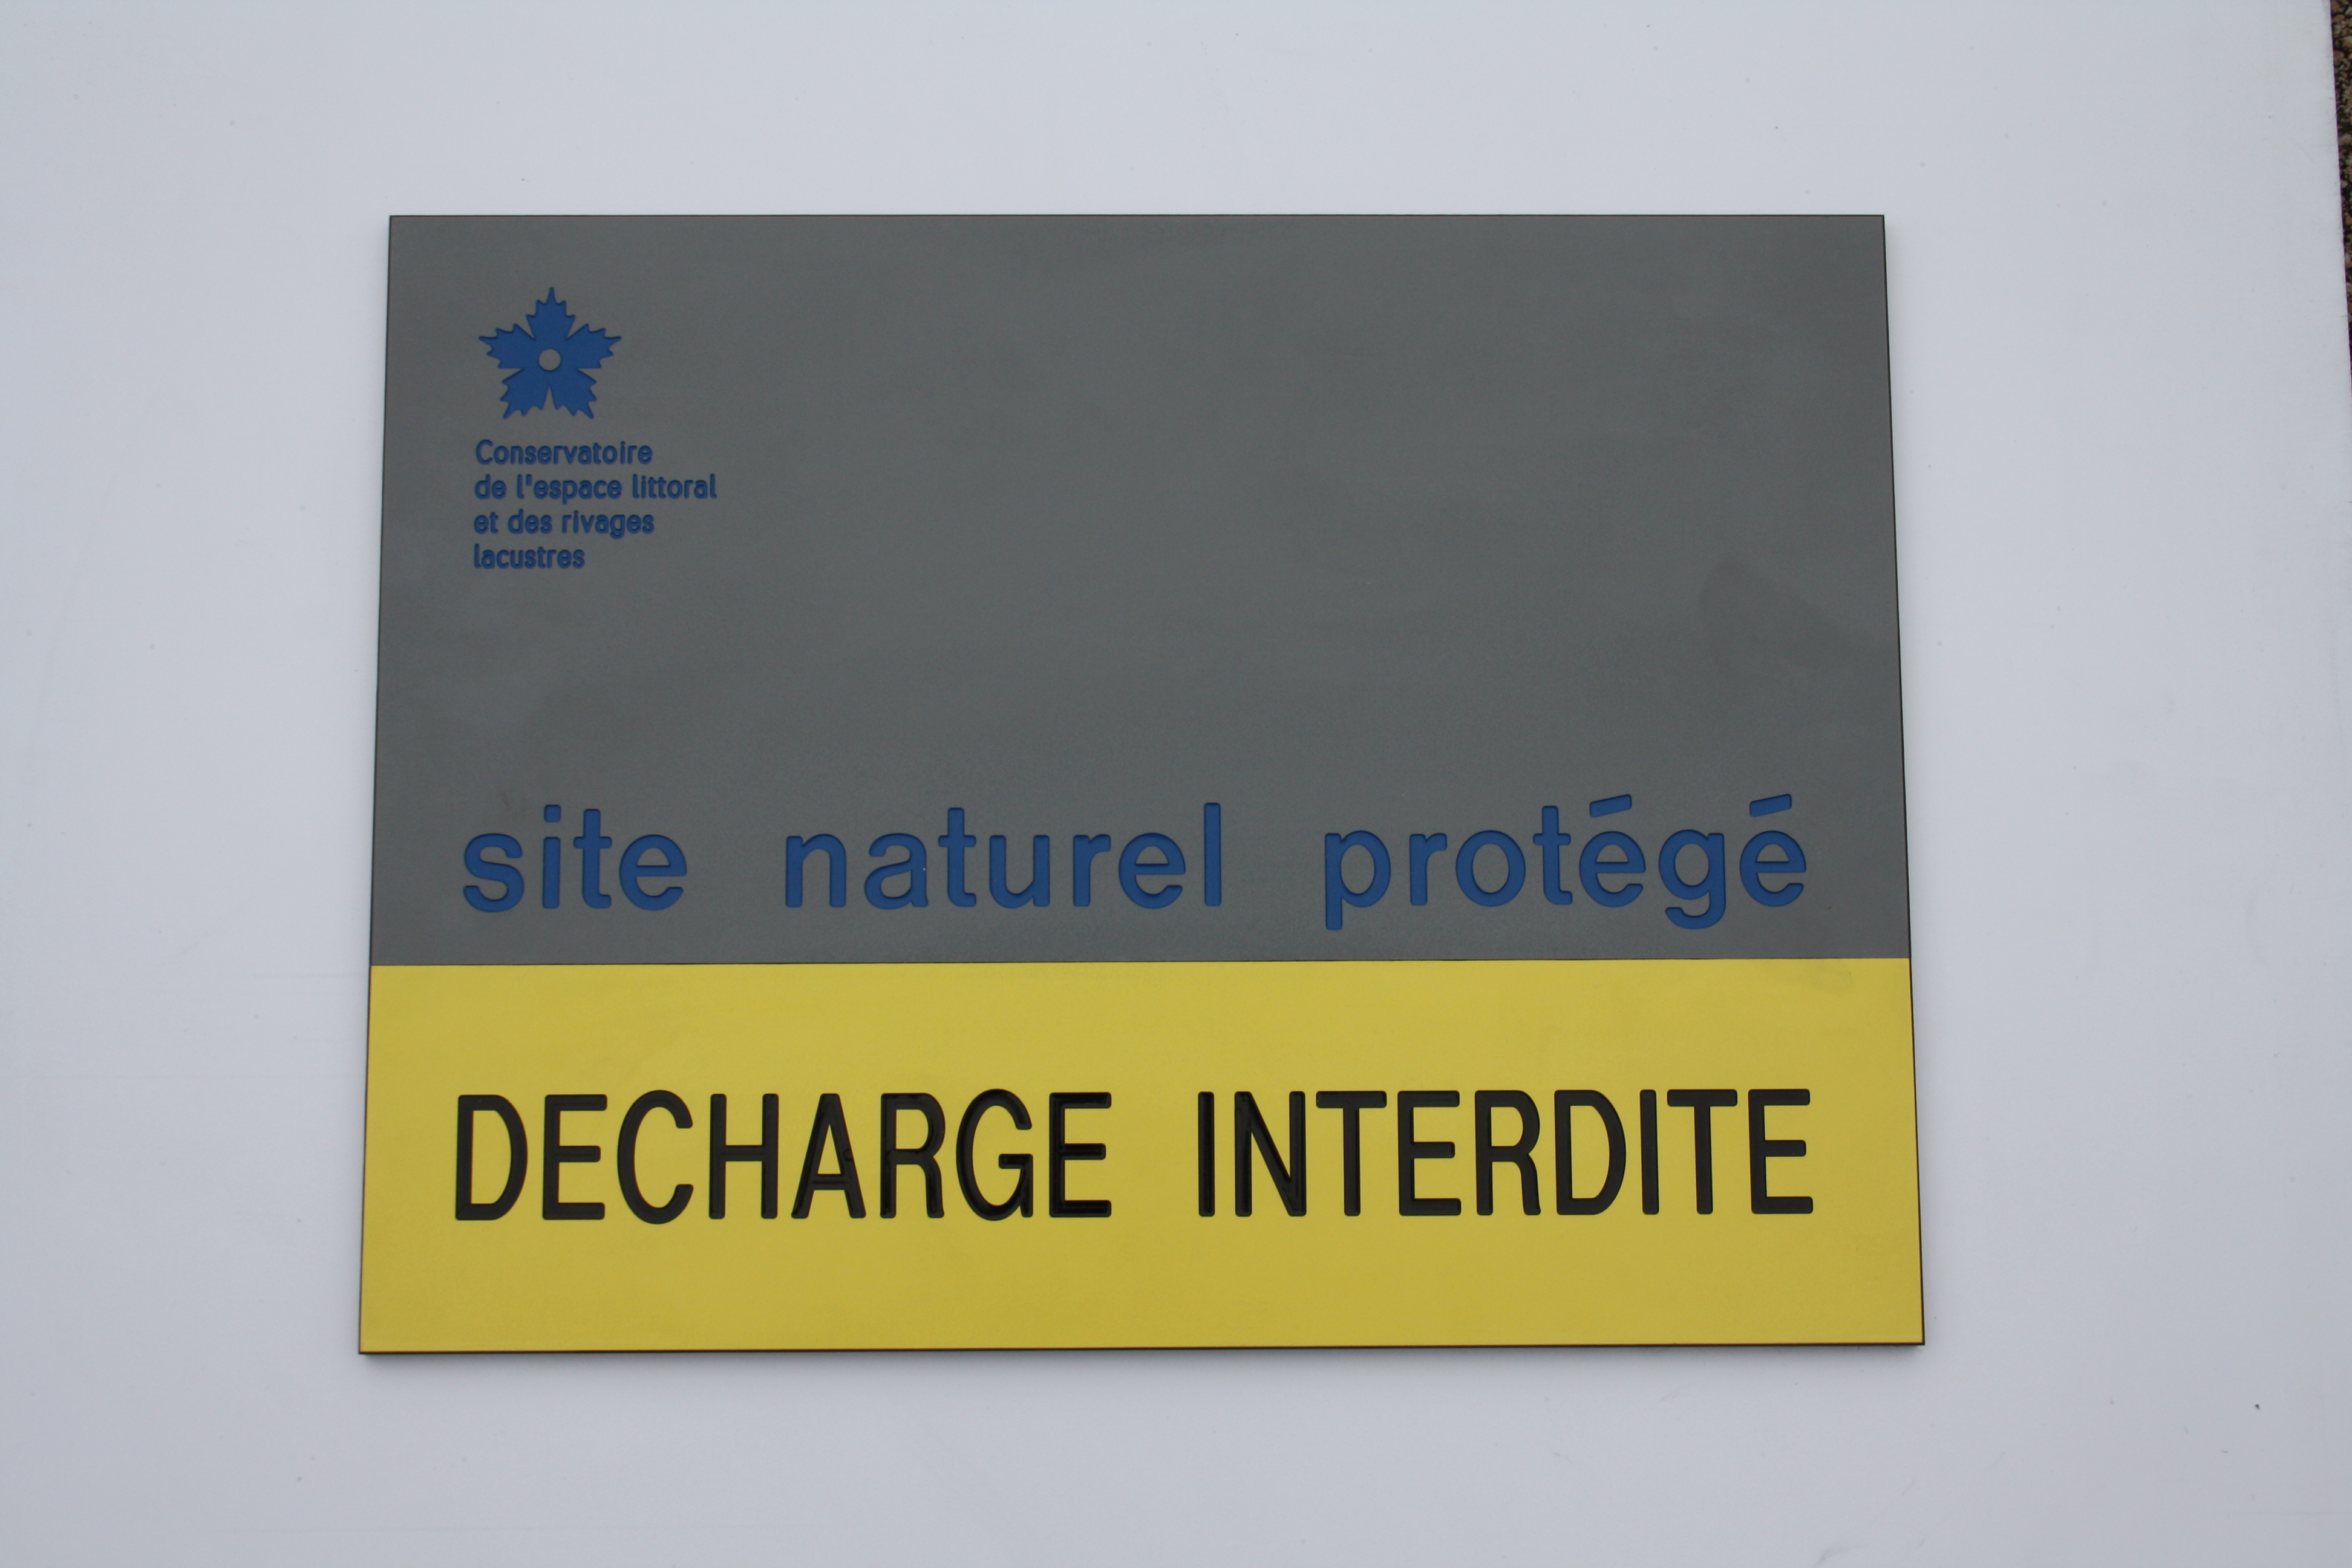 Conservatoire
de l'espace littoral
et des rivages
lacustres
site naturel protégé
DECHARGE INTERDITE